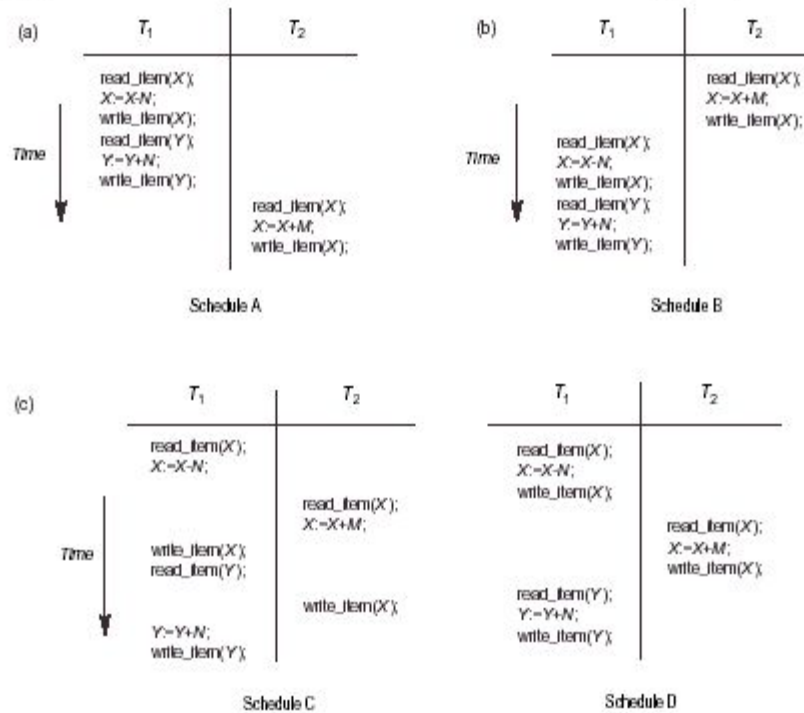 (a)
T1
T2
read_item(X);
X:=X-N;
write_item(X);
read_item(Y);
Y:=Y+N;
write_item(Y);
Time
read_item(X);
X:=X+M;
write_item(X);
Schedule A
(b)
T1
T2
read_item(X);
X:=X+M;
write_item(X);
Time
read_item(X);
X:=X-N;
write_item(X);
read_item(Y);
Y:=Y+N;
write_item(Y);
Schedule B
(c)
T1
T2
read_item(X);
X:=X-N;
read_item(X);
X:=X+M;
Time
write_item(X);
read_item(Y);
write_item(X);
Y:=Y+N;
write_item(Y);
Schedule C
T1
T2
read_item(X);
X:=X-N;
write_item(X);
read_item(X);
X:=X+M;
write_item(X);
read_item(Y);
Y:=Y+N;
write_item(Y);
Schedule D